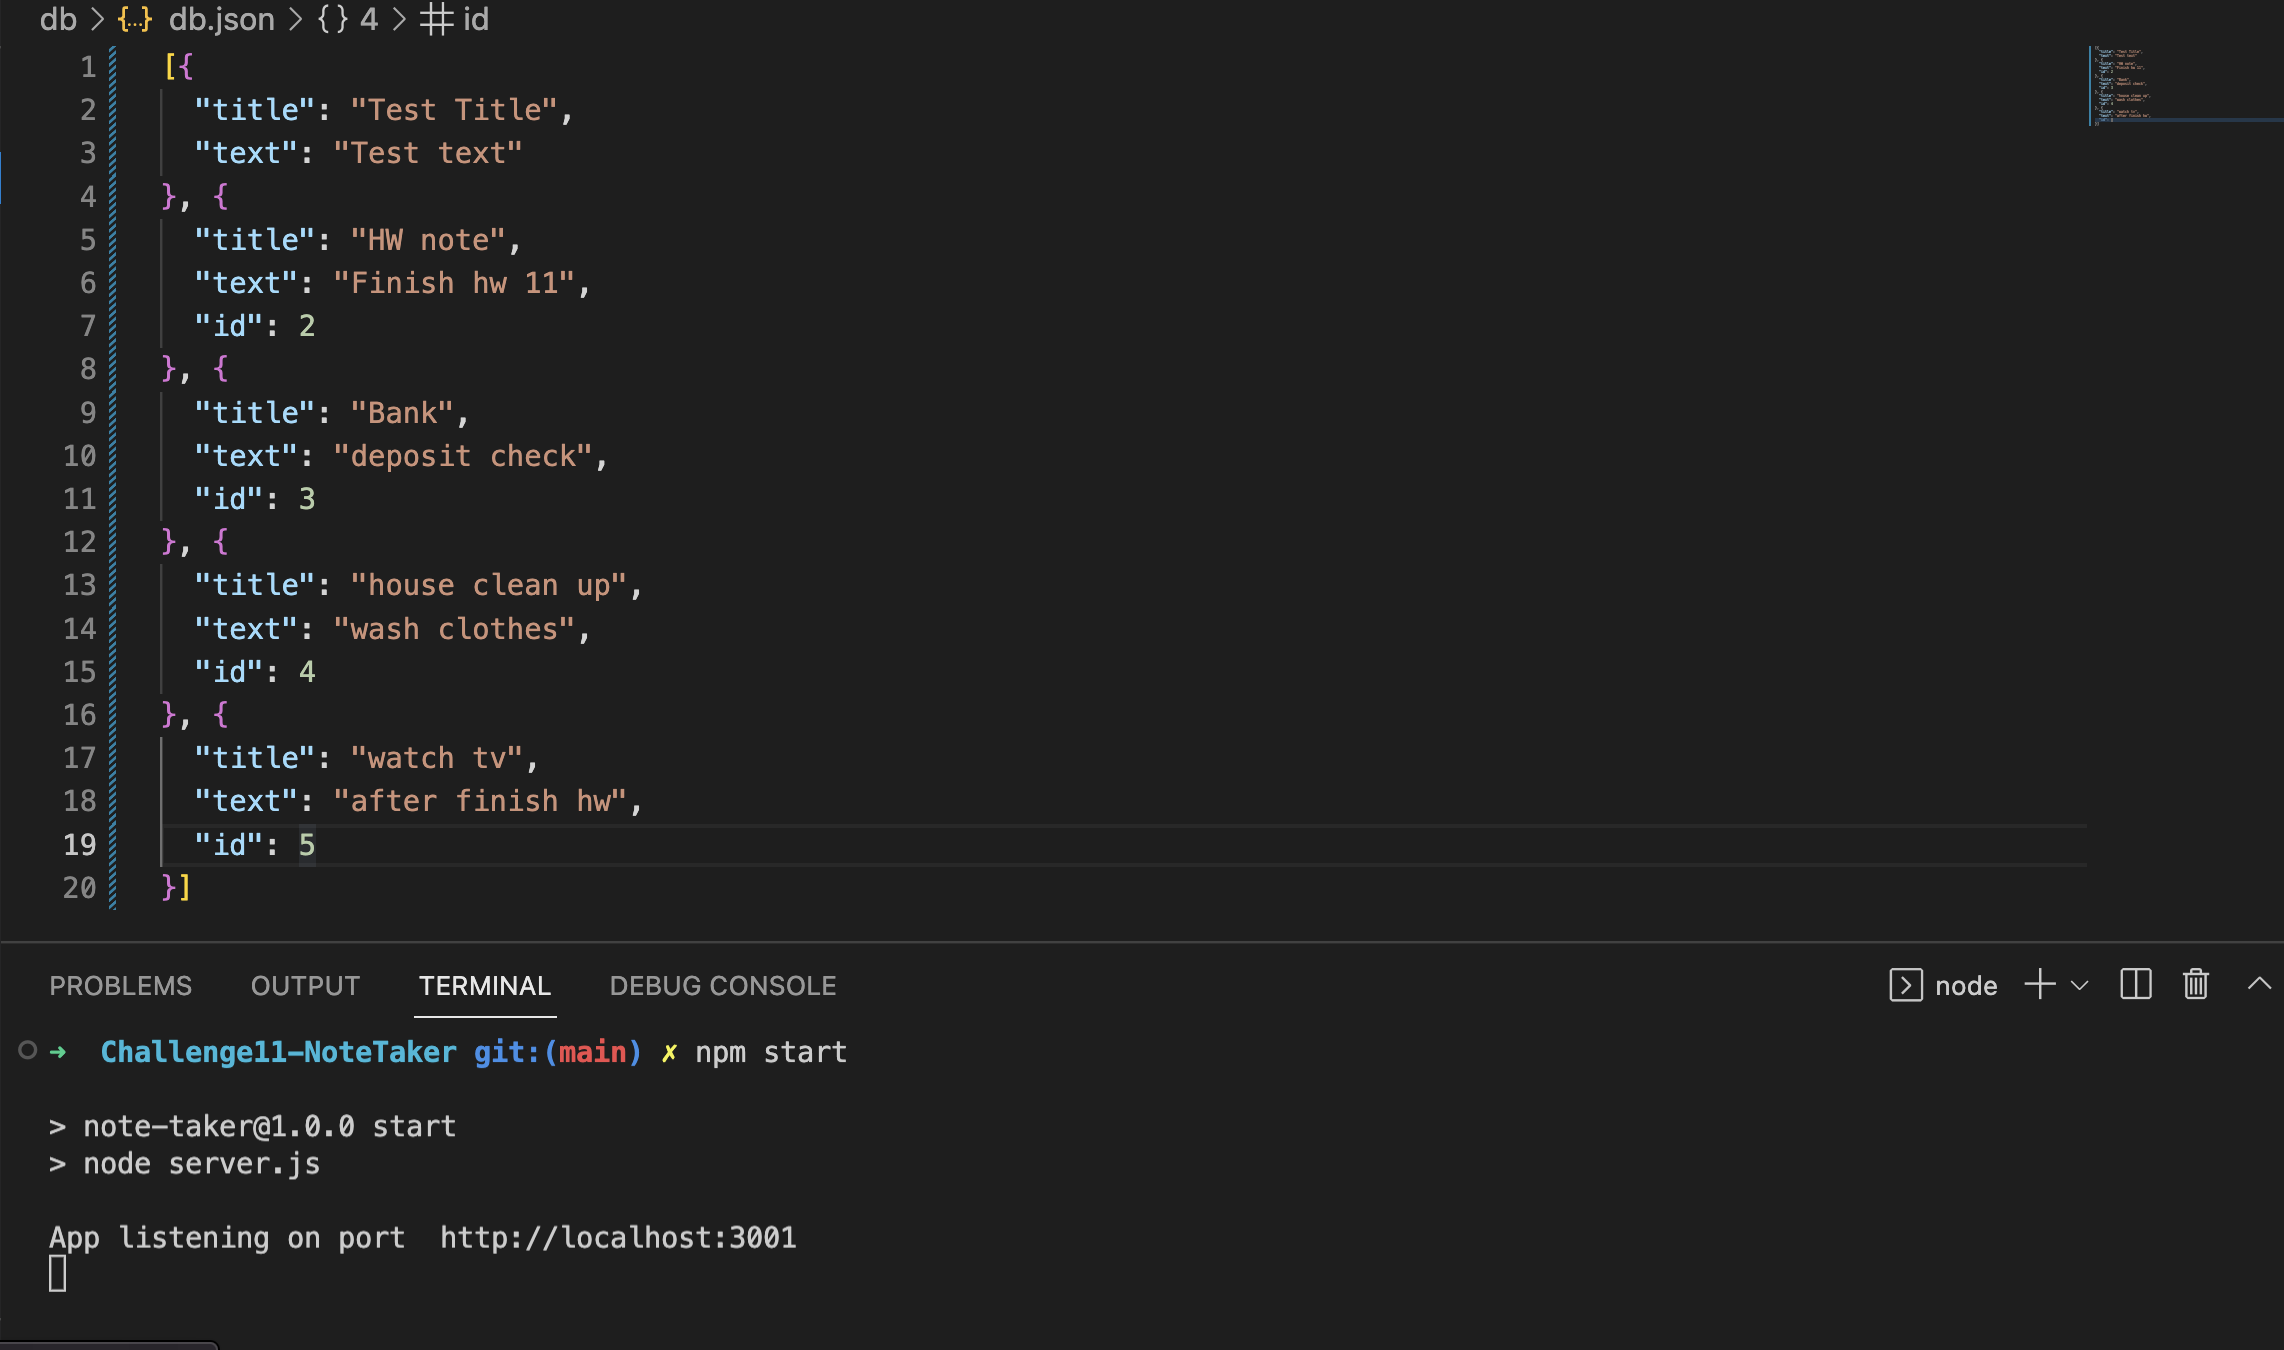 db > {…} db.json > {} 4 > # id
1 [{
2 "title": "Test Title",
3 "text": "Test text"
4 }, {
5 "title": "HW note",
6 "text": "Finish hw 11",
7 "id": 2
8 }, {
9 "title": "Bank",
10 "text": "deposit check",
11 "id": 3
12 }, {
13 "title": "house clean up",
14 "text": "wash clothes",
15 "id": 4
16 }, {
17 "title": "watch tv",
18 "text": "after finish hw",
19 "id": 5
20 }]
PROBLEMS OUTPUT TERMINAL DEBUG CONSOLE node
➜ Challenge11-NoteTaker git:(main) ✗ npm start
> note-taker@1.0.0 start
> node server.js
App listening on port  http://localhost:3001